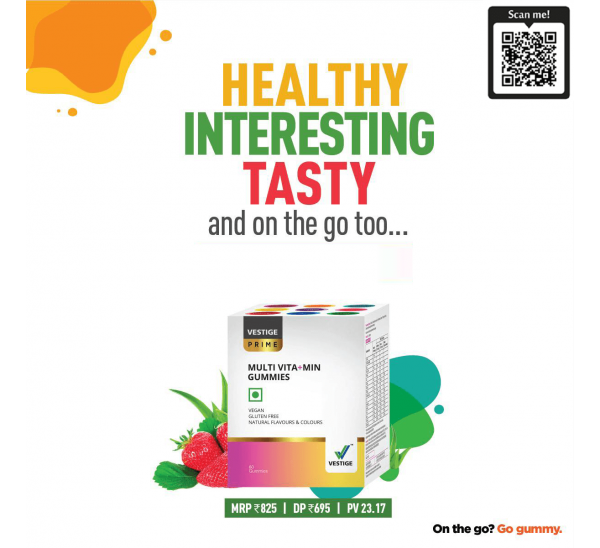 Scan me!
HEALTHY
INTERESTING
TASTY
and on the go too...
VESTIGE
PRIME
MULTI VITA+MIN
GUMMIES
VEGAN
GLUTEN FREE
NATURAL FLAVOURS & COLOURS
VESTIGE
MRP ₹825 | DP ₹695 | PV 23.17
On the go? Go gummy.